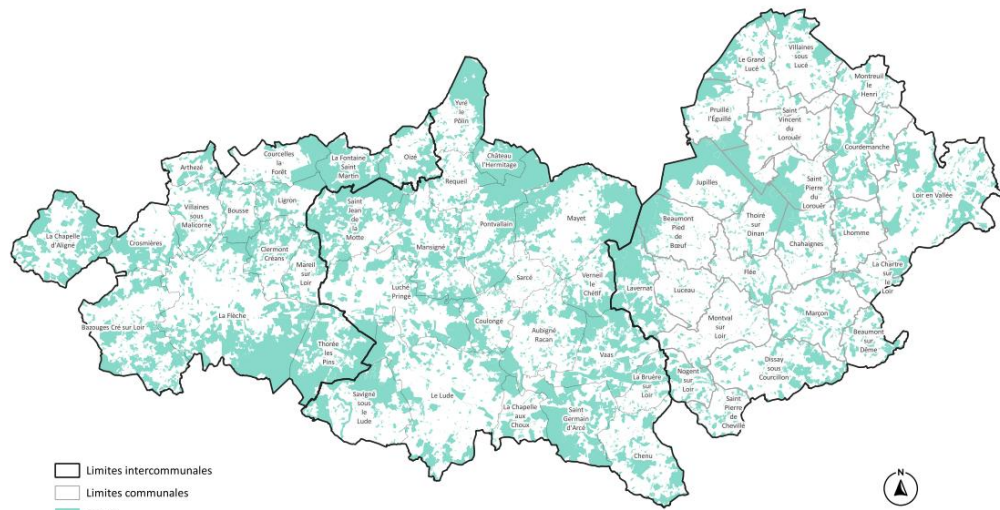 Le Grand
Lucé
Villaines
sous
Lucé
Montreuil
le
Henri
Pruillé
l'Éguillé
Saint
Vincent
du
Lorouër
Courdemanche
Yvré
le
Pôlin
Château
l'Hermitage
Oizé
La Fontaine
Saint
Martin
Courcelles
la
Forêt
Arthezé
Requeil
Jupilles
Saint
Pierre
du
Lorouër
Loir en Vallée
Ligron
Villaines
sous
Malicorne
Bousse
Saint
Jean
de la
Motte
Pontvallain
Mayet
Beaumont
Pied
de
Bœuf
Thoiré
sur
Dinan
Lhomme
Chahaignes
La Chapelle
d'Aligné
Crosmières
Clermont
Créans
Mareil
sur
Loir
Mansigné
Sarcé
Verneil
le
Chétif
Flée
La Chartre
sur le
Loir
Luché
Pringé
Lavernat
Luceau
Marçon
La Flèche
Bazouges Cré sur Loir
Coulongé
Aubigné
Racan
Montval
sur
Loir
Beaumont
sur
Dême
Thorée
les
Pins
Vaas
Dissay
sous
Courcillon
La Bruère
sur
Loir
Nogent
sur
Loir
Savigné
sous
le
Lude
Le Lude
La Chapelle
aux
Choux
Saint
Germain
d'Arcé
Saint
Pierre
de
Chevillé
Chenu
Limites intercommunales
Limites communales
N